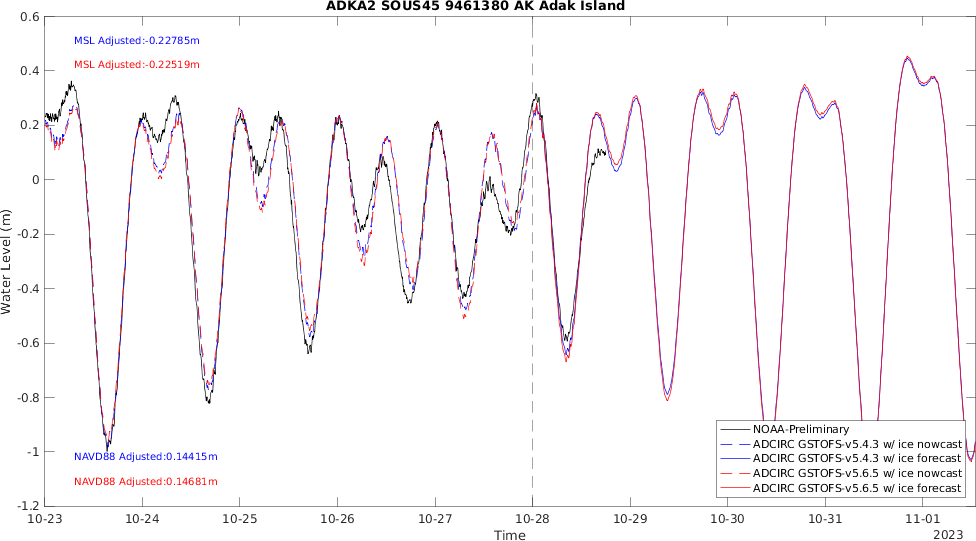 ADKA2 SOUS45 9461380 AK Adak Island
MSL Adjusted:-0.22785m
MSL Adjusted:-0.22519m
NAVD88 Adjusted:0.14415m
NAVD88 Adjusted:0.14681m
Water Level (m)
0.6
0.4
0.2
0
-0.2
-0.4
-0.6
-0.8
-1
-1.2
NOAA-Preliminary
ADCIRC GSTOFS-v5.4.3 w/ ice nowcast
ADCIRC GSTOFS-v5.4.3 w/ ice forecast
ADCIRC GSTOFS-v5.6.5 w/ ice nowcast
ADCIRC GSTOFS-v5.6.5 w/ ice forecast
10-23 10-24 10-25 10-26 10-27 10-28 10-29 10-30 10-31 11-01
Time
2023